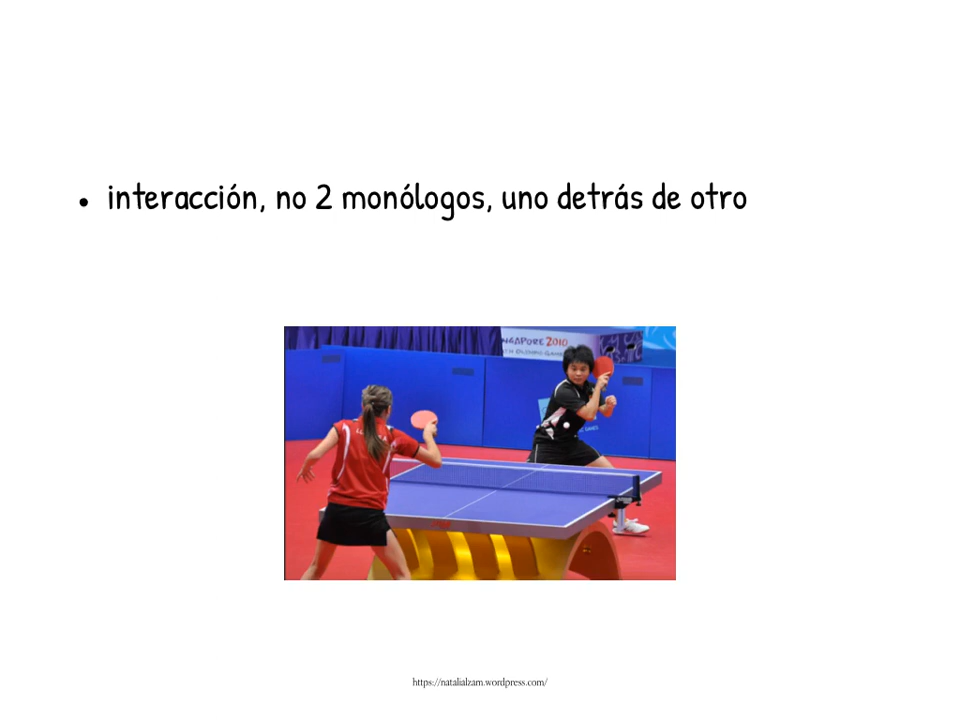 • interacción, no 2 monólogos, uno detrás de otro
SINGAPORE 2010
https://natalialzam.wordpress.com/